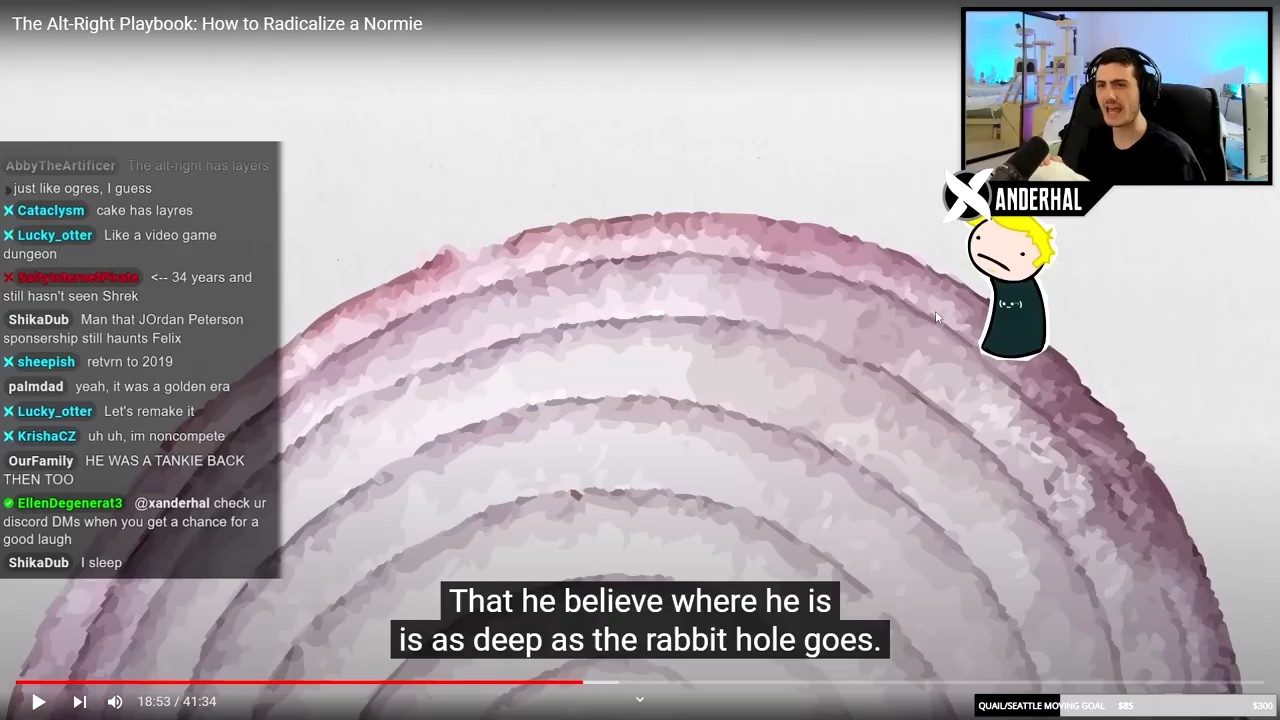 The Alt-Right Playbook: How to Radicalize a Normie
AbbyTheArtificer The alt-right has layers
just like ogres, I guess
Cataclysm cake has layres
Lucky_otter Like a video game
dungeon
SaltyInternetPirate <-- 34 years and
still hasn't seen Shrek
ShikaDub Man that JOrdan Peterson
sponsership still haunts Felix
sheepish retvrn to 2019
palmdad yeah, it was a golden era
Lucky_otter Let's remake it
KrishaCZ uh uh, im noncompete
OurFamily HE WAS A TANKIE BACK
THEN TOO
EllenDegenerat3 @xanderhal check ur
discord DMs when you get a chance for a
good laugh
ShikaDub I sleep
XANDERHAL
That he believe where he is
is as deep as the rabbit hole goes.
18:53 / 41:34
QUAIL/SEATTLE MOVING GOAL $85 $300